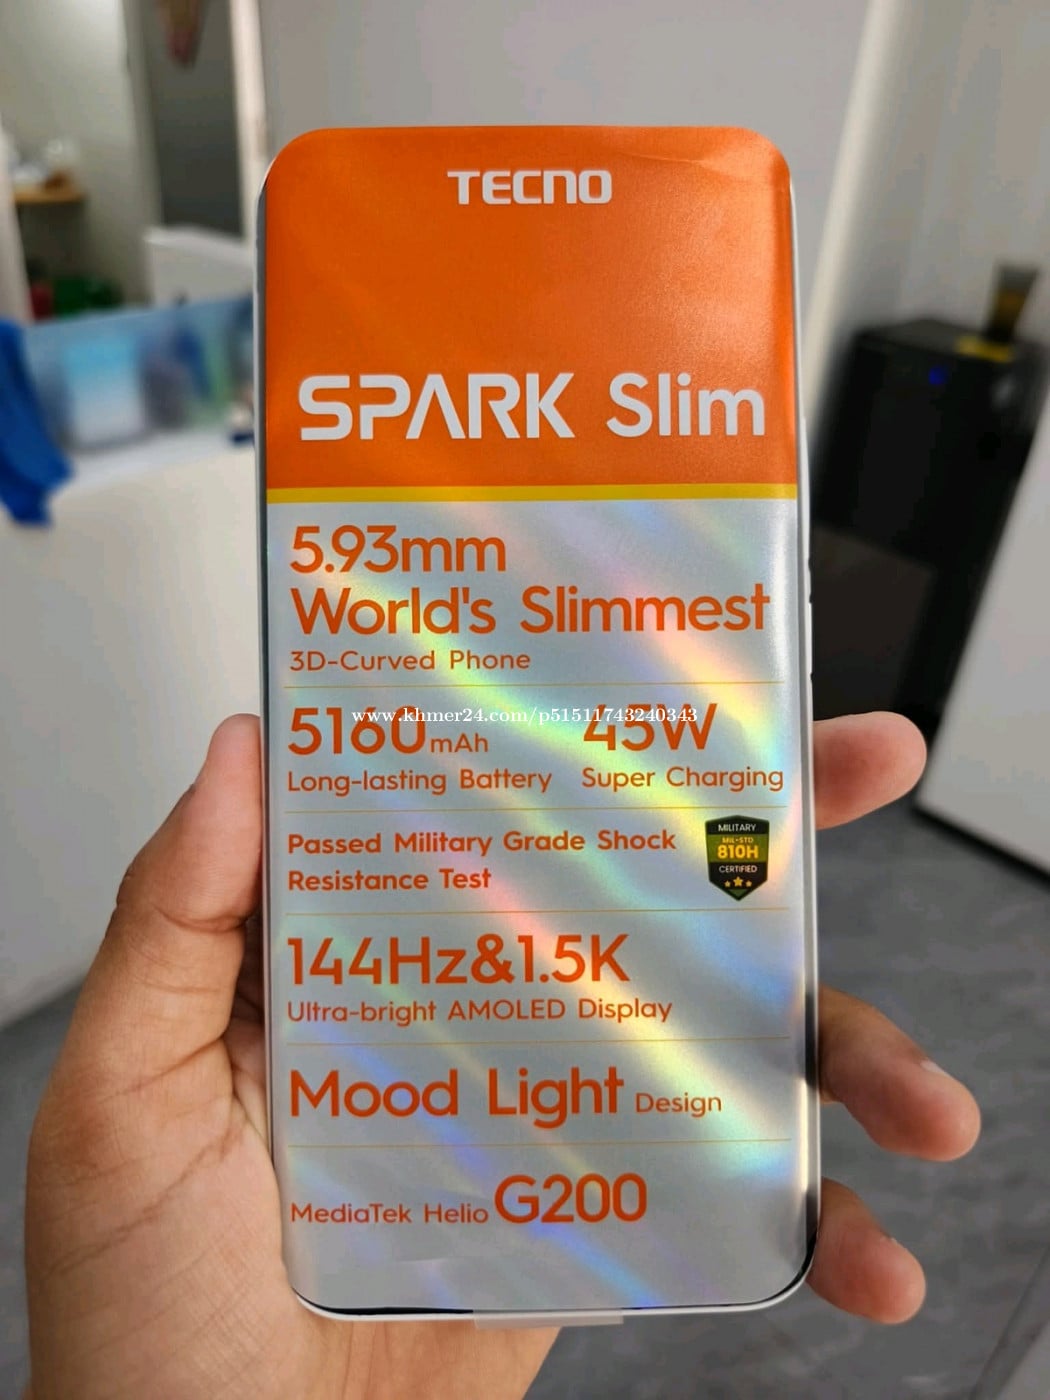 TECNO
SPARK Slim
5.93mm
World's Slimmest
3D-Curved Phone
www.khmer24.com/p51511743240343
5160mAh 45W
Long-lasting Battery Super Charging
Passed Military Grade Shock
Resistance Test
MILITARY
MIL-STD
810H
CERTIFIED
144Hz&1.5K
Ultra-bright AMOLED Display
Mood Light Design
MediaTek Helio G200